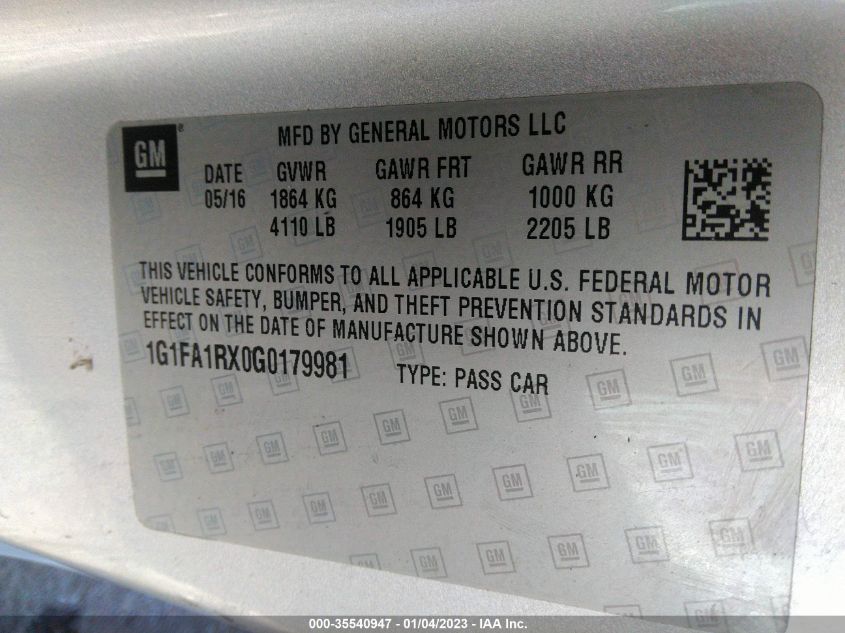 GM
MFD BY GENERAL MOTORS LLC
DATE GVWR GAWR FRT GAWR RR
05/16 1864 KG 864 KG 1000 KG
4110 LB 1905 LB 2205 LB
THIS VEHICLE CONFORMS TO ALL APPLICABLE U.S. FEDERAL MOTOR
VEHICLE SAFETY, BUMPER, AND THEFT PREVENTION STANDARDS IN
EFFECT ON THE DATE OF MANUFACTURE SHOWN ABOVE.
1G1FA1RX0G0179981 TYPE: PASS CAR
000-35540947 - 01/04/2023 - IAA Inc.